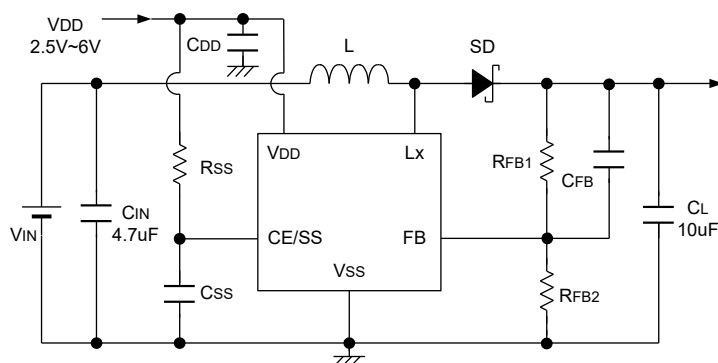 VDD
2.5V~6V
CDD
L
SD
RSS
VDD
Lx
RFB1
CFB
CIN
4.7uF
VIN
CE/SS
FB
CL
10uF
VSS
CSS
RFB2